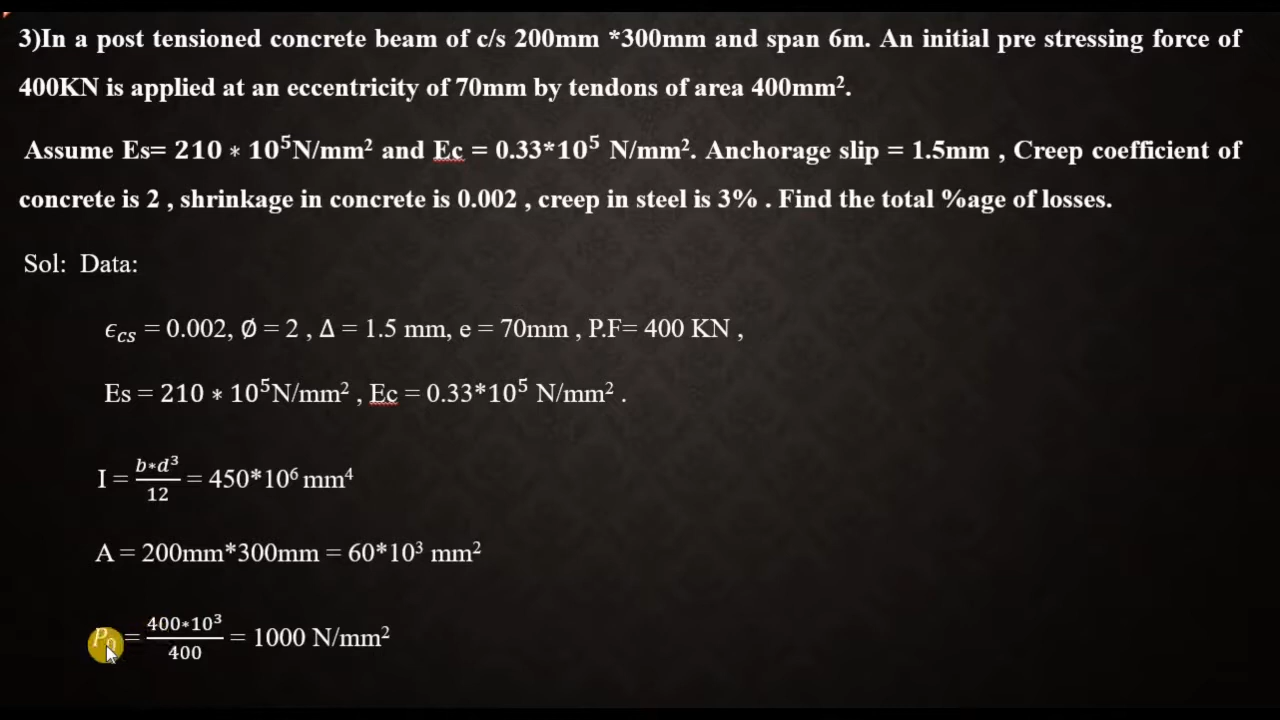 3)In a post tensioned concrete beam of c/s 200mm *300mm and span 6m. An initial pre stressing force of
400KN is applied at an eccentricity of 70mm by tendons of area 400mm².
Assume Es= 210 ∗ 10⁵N/mm² and Ec = 0.33*10⁵ N/mm². Anchorage slip = 1.5mm , Creep coefficient of
concrete is 2 , shrinkage in concrete is 0.002 , creep in steel is 3% . Find the total %age of losses.
Sol: Data:
ϵ_cs = 0.002, Ø = 2 , Δ = 1.5 mm, e = 70mm , P.F= 400 KN ,
Es = 210 ∗ 10⁵N/mm² , Ec = 0.33*10⁵ N/mm² .
I = b∗d³/12 = 450*10⁶ mm⁴
A = 200mm*300mm = 60*10³ mm²
P₀ = 400∗10³/400 = 1000 N/mm²